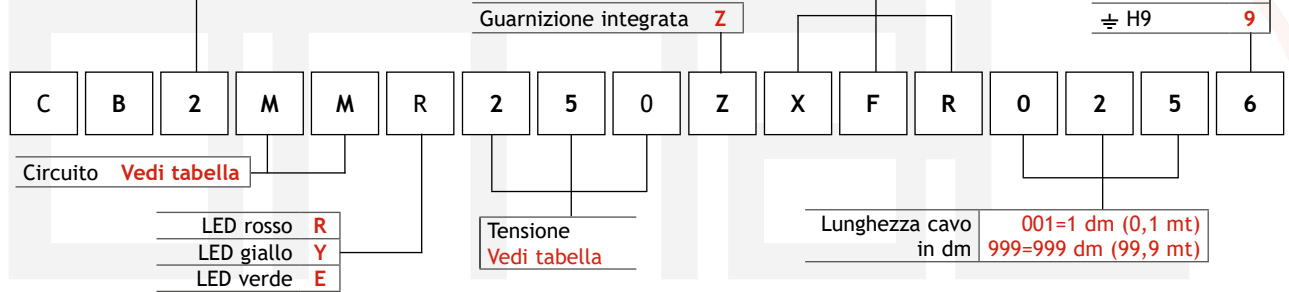 Guarnizione integrata Z
⏚ H9 9
C B 2 M M R 2 5 0 Z X F R 0 2 5 6
Circuito Vedi tabella
LED rosso R
LED giallo Y
LED verde E
Tensione
Vedi tabella
Lunghezza cavo 001=1 dm (0,1 mt)
in dm 999=999 dm (99,9 mt)